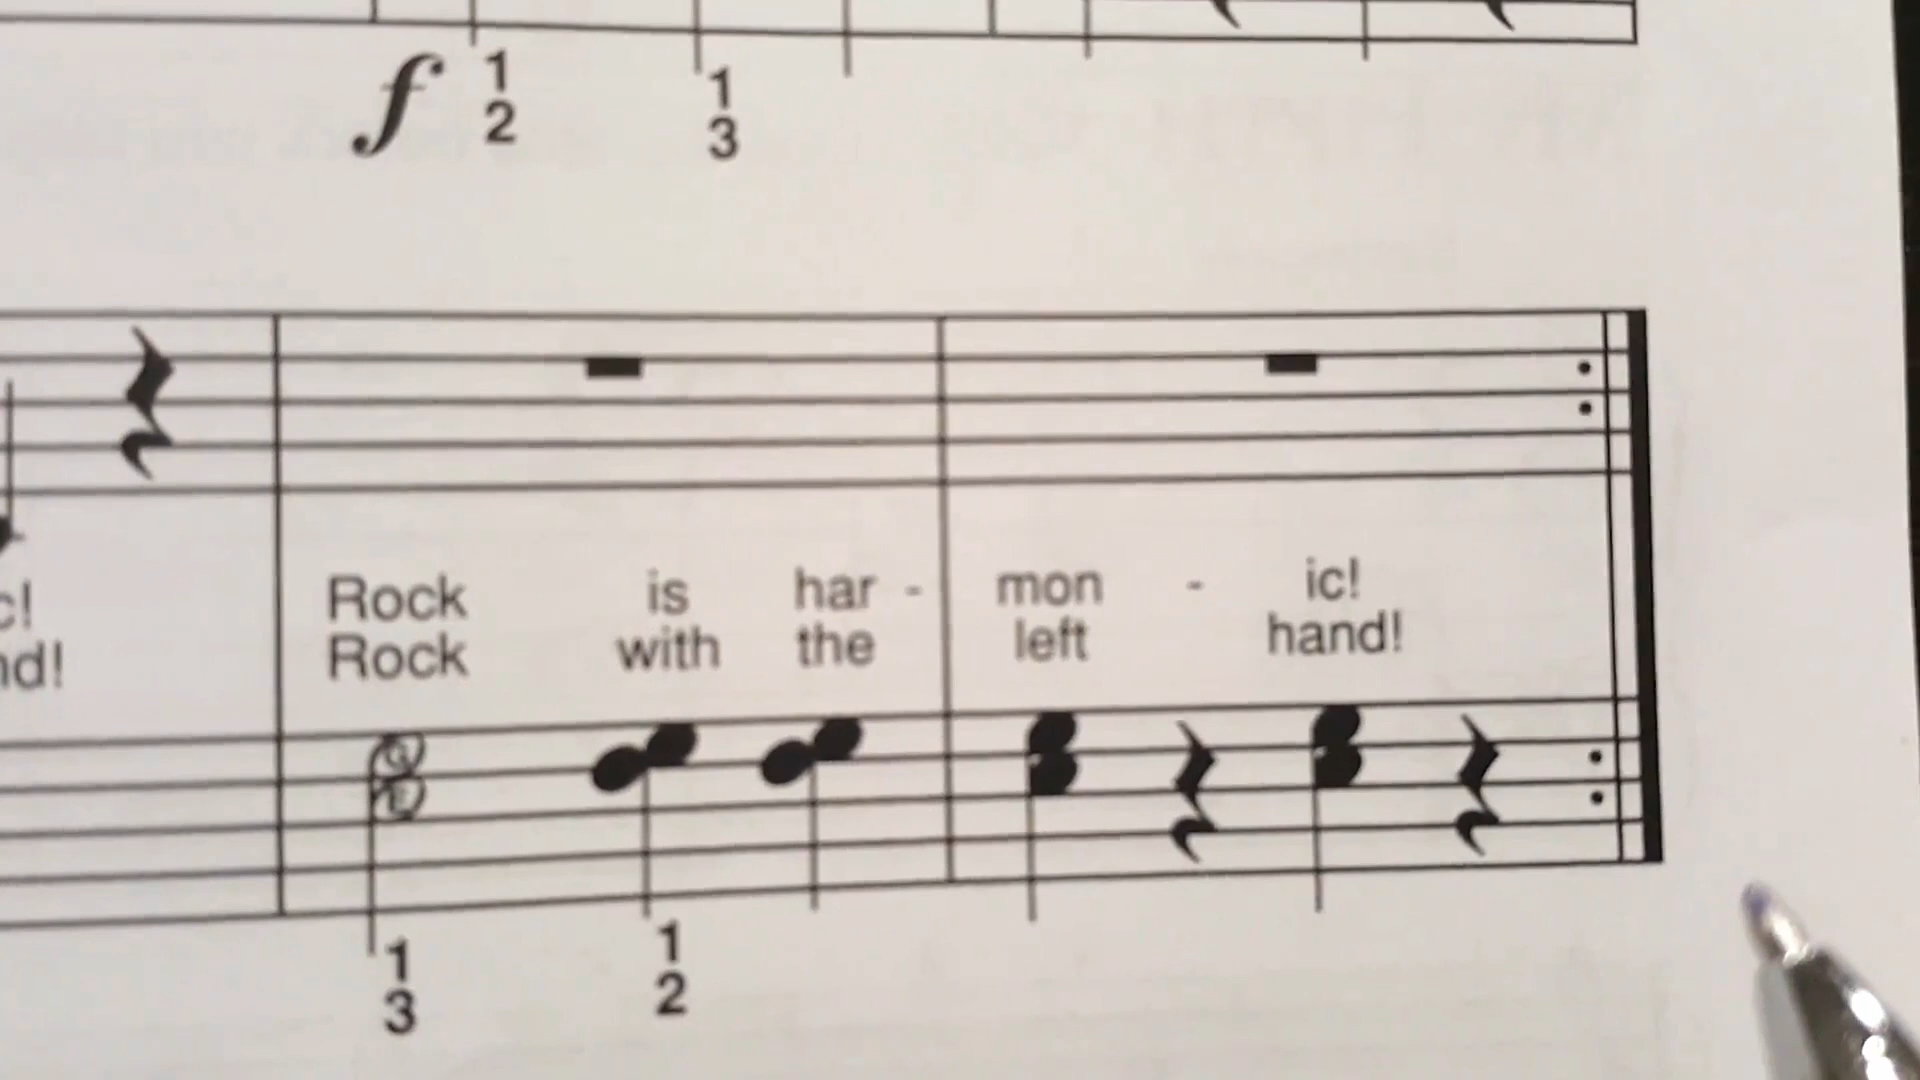 f 1 1
2 3
c! Rock is har - mon - ic!
nd! Rock with the left hand!
G
E
1 1
3 2